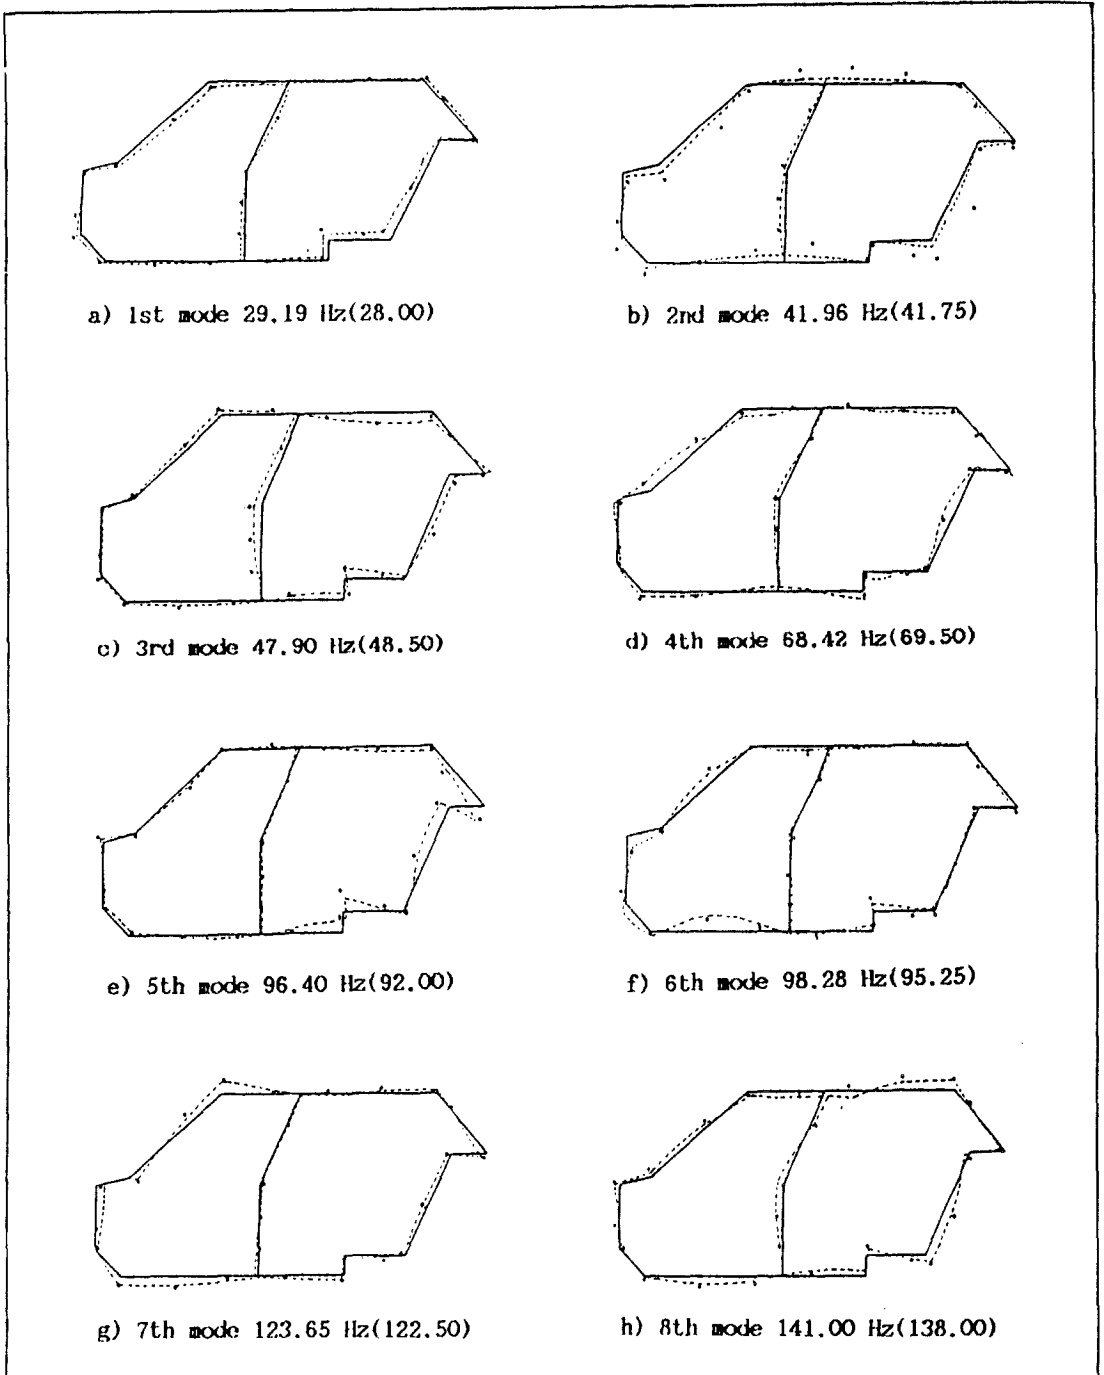 a) 1st mode 29.19 Hz(28.00)
b) 2nd mode 41.96 Hz(41.75)
c) 3rd mode 47.90 Hz(48.50)
d) 4th mode 68.42 Hz(69.50)
e) 5th mode 96.40 Hz(92.00)
f) 6th mode 98.28 Hz(95.25)
g) 7th mode 123.65 Hz(122.50)
h) 8th mode 141.00 Hz(138.00)